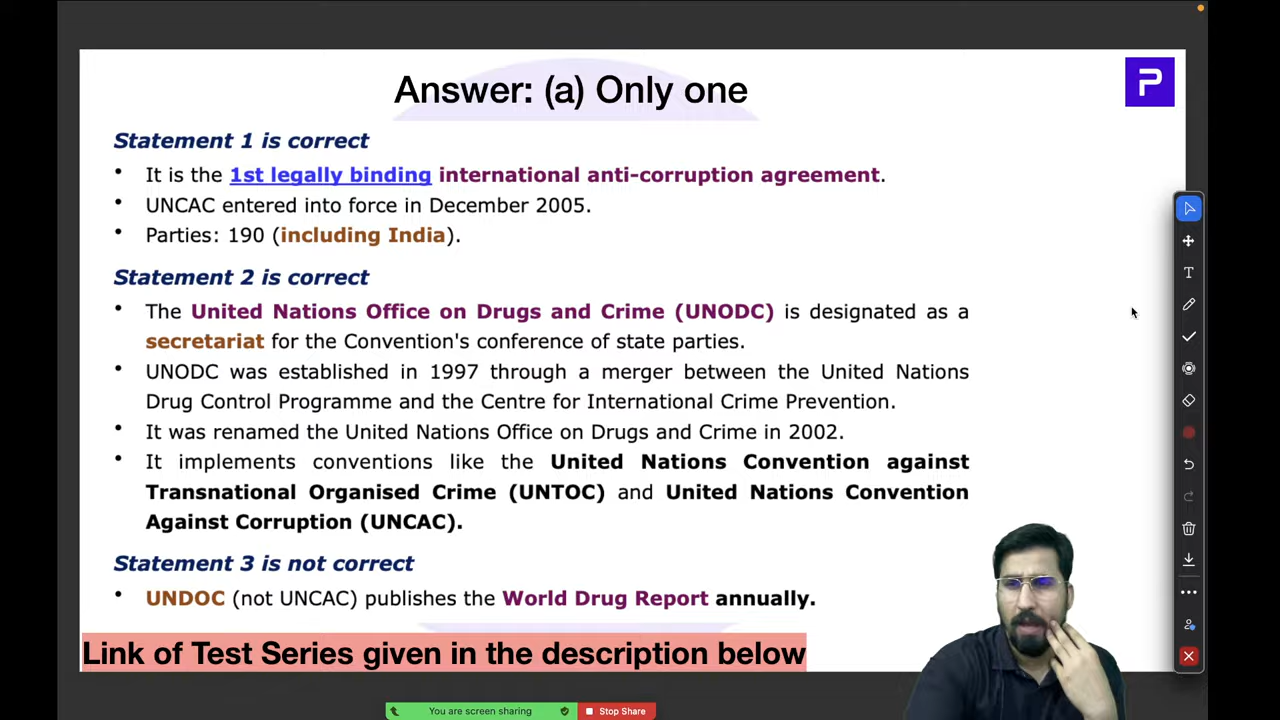 Answer: (a) Only one
P
Statement 1 is correct
• It is the 1st legally binding international anti-corruption agreement.
• UNCAC entered into force in December 2005.
• Parties: 190 (including India).
Statement 2 is correct
• The United Nations Office on Drugs and Crime (UNODC) is designated as a
secretariat for the Convention's conference of state parties.
• UNODC was established in 1997 through a merger between the United Nations
Drug Control Programme and the Centre for International Crime Prevention.
• It was renamed the United Nations Office on Drugs and Crime in 2002.
• It implements conventions like the United Nations Convention against
Transnational Organised Crime (UNTOC) and United Nations Convention
Against Corruption (UNCAC).
Statement 3 is not correct
• UNDOC (not UNCAC) publishes the World Drug Report annually.
Link of Test Series given in the description below
You are screen sharing
Stop Share